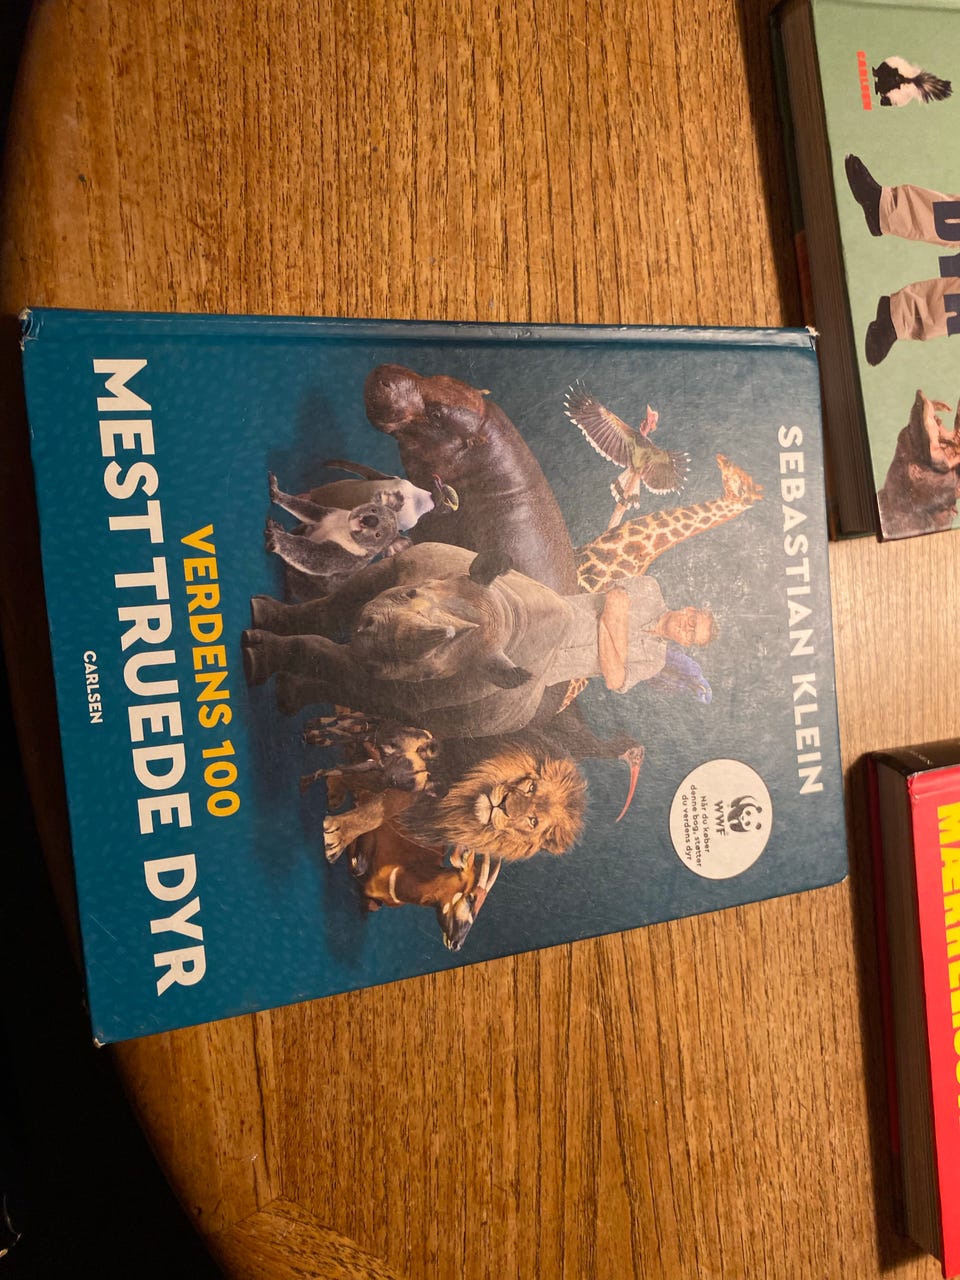 SEBASTIAN KLEIN
WWF
Når du køber
denne bog, støtter
du verdens dyr
VERDENS 100
MEST TRUEDE DYR
CARLSEN
CARLSEN